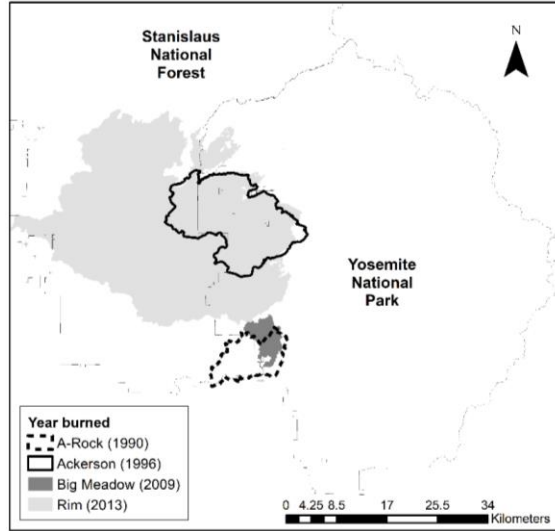 Stanislaus
National
Forest
N
Yosemite
National
Park
Year burned
A-Rock (1990)
Ackerson (1996)
Big Meadow (2009)
Rim (2013)
0 4.25 8.5 17 25.5 34
Kilometers